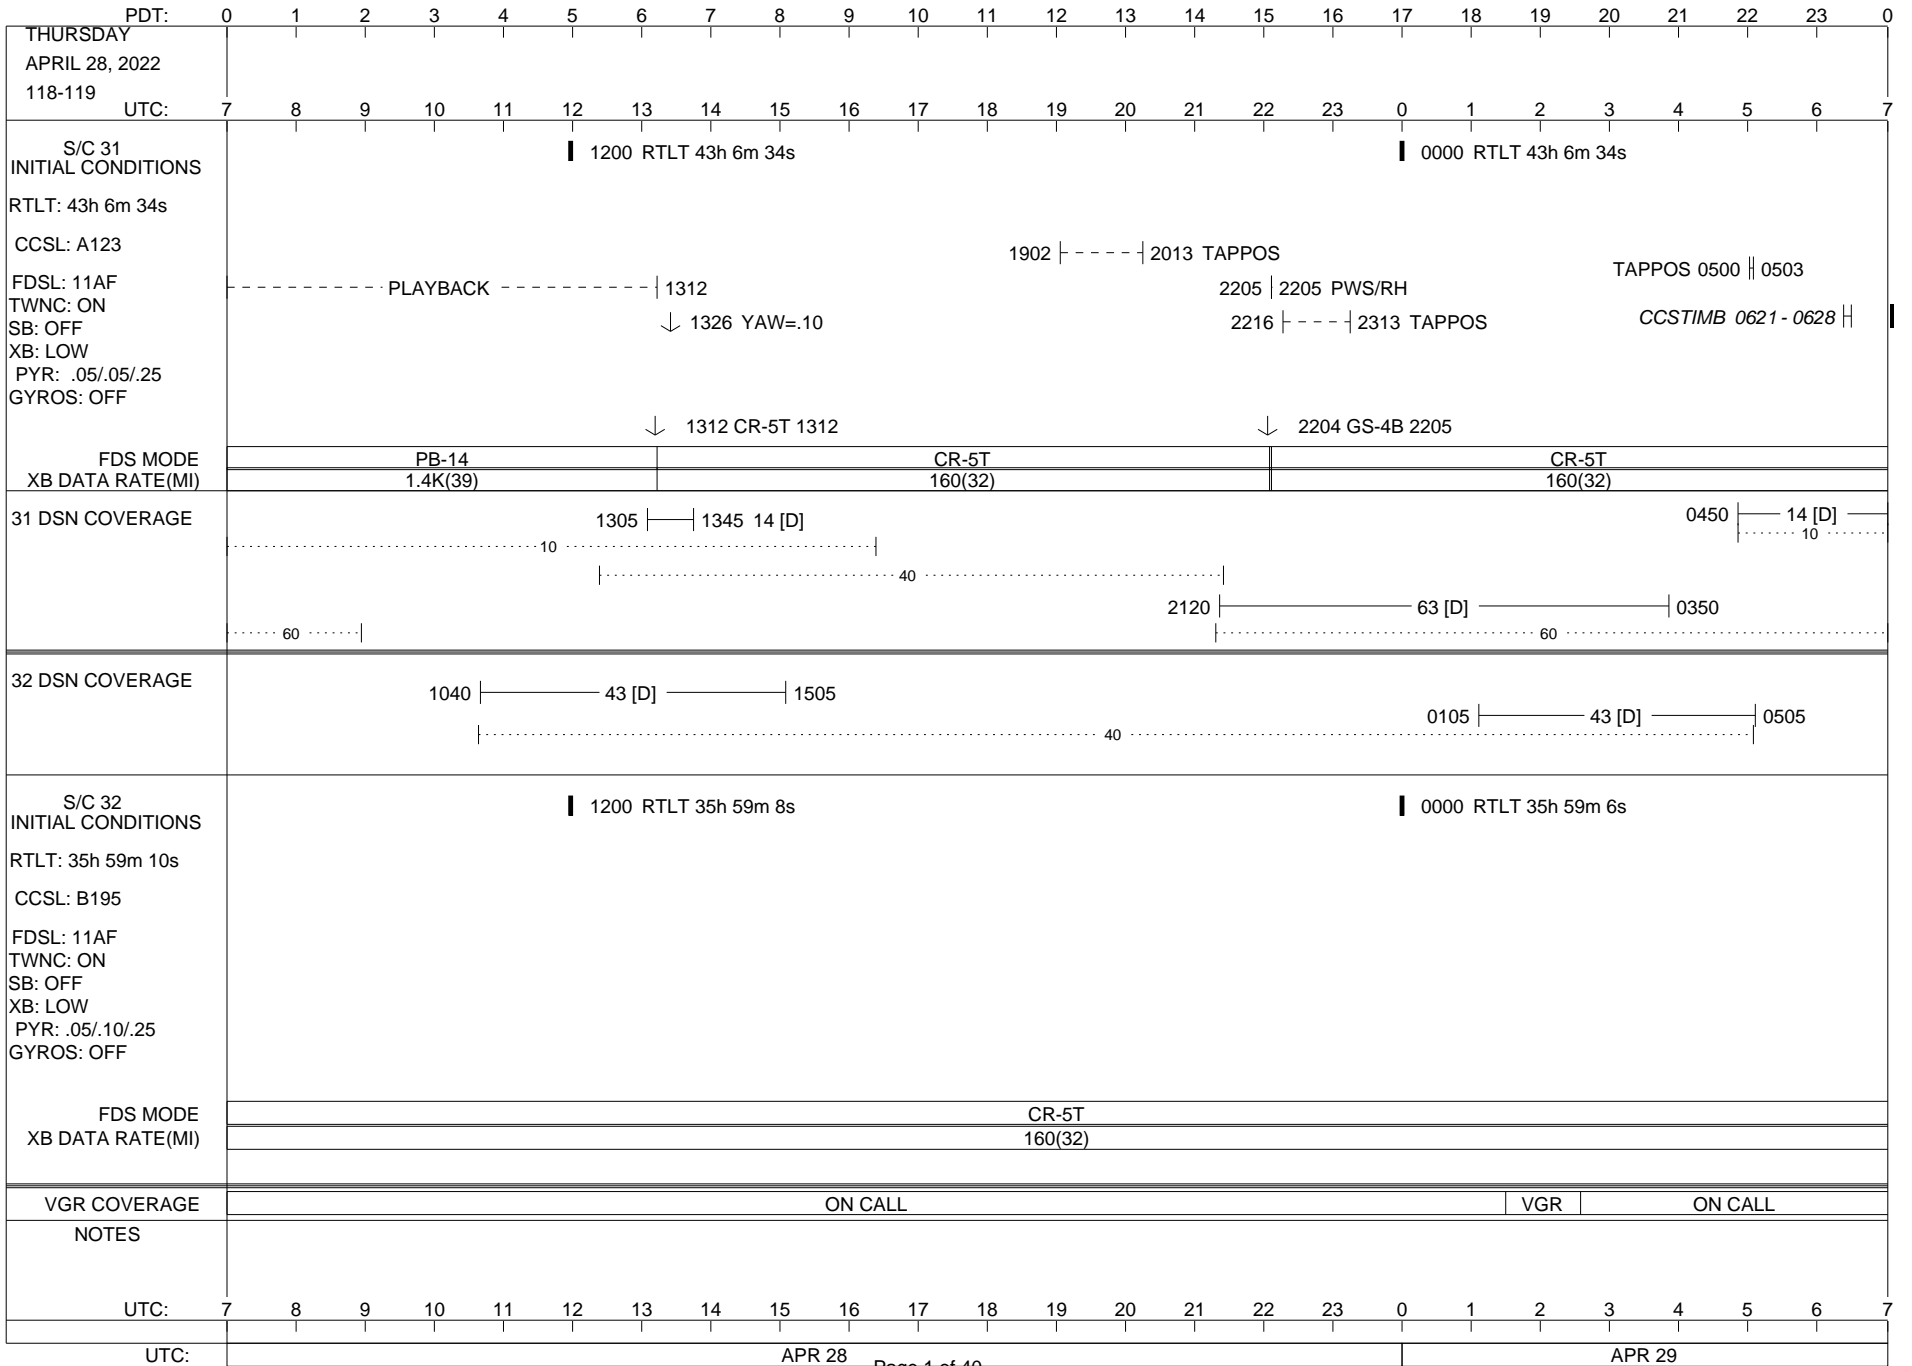 PDT: 0 1 2 3 4 5 6 7 8 9 10 11 12 13 14 15 16 17 18 19 20 21 22 23 0
THURSDAY
APRIL 28, 2022
118-119
UTC: 7 8 9 10 11 12 13 14 15 16 17 18 19 20 21 22 23 0 1 2 3 4 5 6 7
S/C 31
INITIAL CONDITIONS
1200 RTLT 43h 6m 34s
0000 RTLT 43h 6m 34s
RTLT: 43h 6m 34s
CCSL: A123
1902 2013 TAPPOS
TAPPOS 0500 0503
FDSL: 11AF
PLAYBACK 1312
2205 2205 PWS/RH
TWNC: ON
SB: OFF
1326 YAW=.10
2216 2313 TAPPOS
CCSTIMB 0621 - 0628
XB: LOW
PYR: .05/.05/.25
GYROS: OFF
1312 CR-5T 1312
2204 GS-4B 2205
FDS MODE PB-14 CR-5T CR-5T
XB DATA RATE(MI) 1.4K(39) 160(32) 160(32)
31 DSN COVERAGE
1305 1345 14 [D]
0450 14 [D]
10
10
40
2120 63 [D] 0350
60
60
32 DSN COVERAGE
1040 43 [D] 1505
0105 43 [D] 0505
40
S/C 32
INITIAL CONDITIONS
1200 RTLT 35h 59m 8s
0000 RTLT 35h 59m 6s
RTLT: 35h 59m 10s
CCSL: B195
FDSL: 11AF
TWNC: ON
SB: OFF
XB: LOW
PYR: .05/.10/.25
GYROS: OFF
FDS MODE CR-5T
XB DATA RATE(MI) 160(32)
VGR COVERAGE ON CALL VGR ON CALL
NOTES
UTC: 7 8 9 10 11 12 13 14 15 16 17 18 19 20 21 22 23 0 1 2 3 4 5 6 7
UTC: APR 28 APR 29
Page 1 of 40